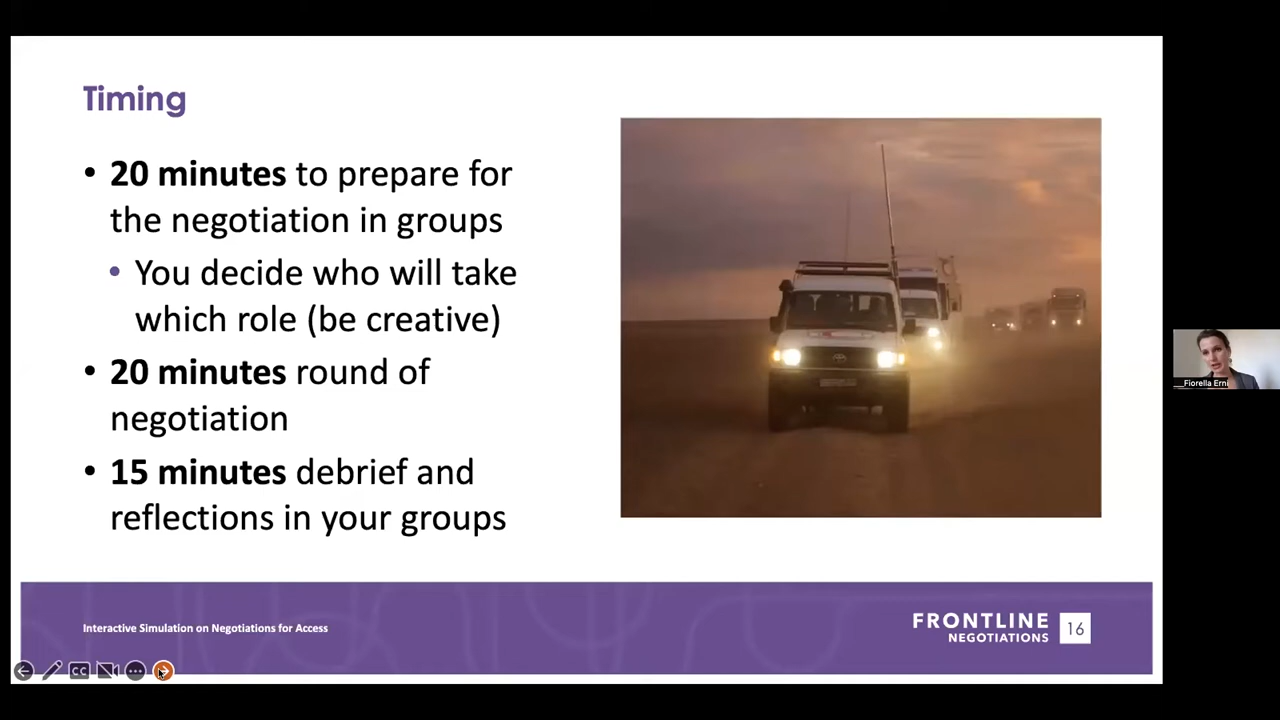 Timing
• 20 minutes to prepare for
the negotiation in groups
• You decide who will take
which role (be creative)
• 20 minutes round of
negotiation
• 15 minutes debrief and
reflections in your groups
Interactive Simulation on Negotiations for Access
FRONTLINE
NEGOTIATIONS
16
CC
__Fiorella Erni